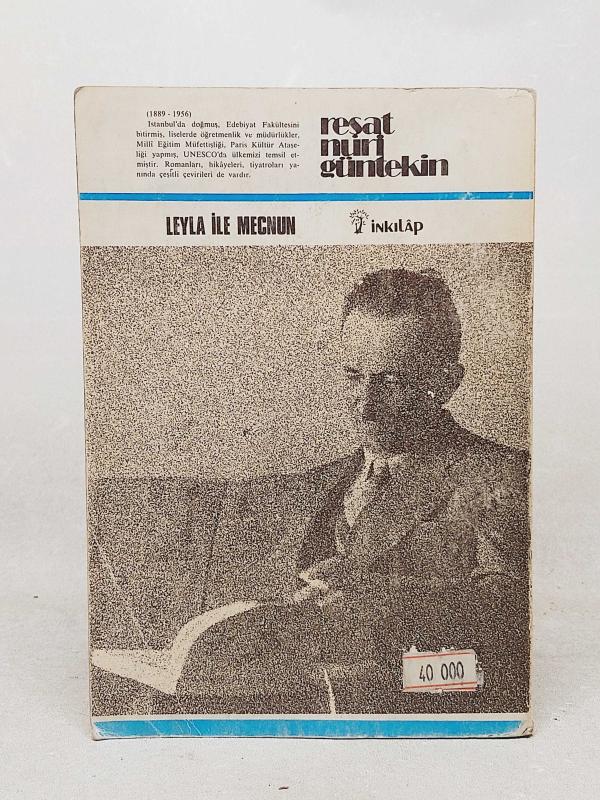 (1889 - 1956)
İstanbul'da doğmuş, Edebiyat Fakültesini
bitirmiş, liselerde öğretmenlik ve müdürlükler,
Millî Eğitim Müfettişliği, Paris Kültür Ataşe-
liği yapmış, UNESCO'da ülkemizi temsil et-
miştir. Romanları, hikâyeleri, tiyatroları ya-
nında çeşitli çevirileri de vardır.
reşat
nuri
güntekin
LEYLA İLE MECNUN
İNKILÂP
40 000